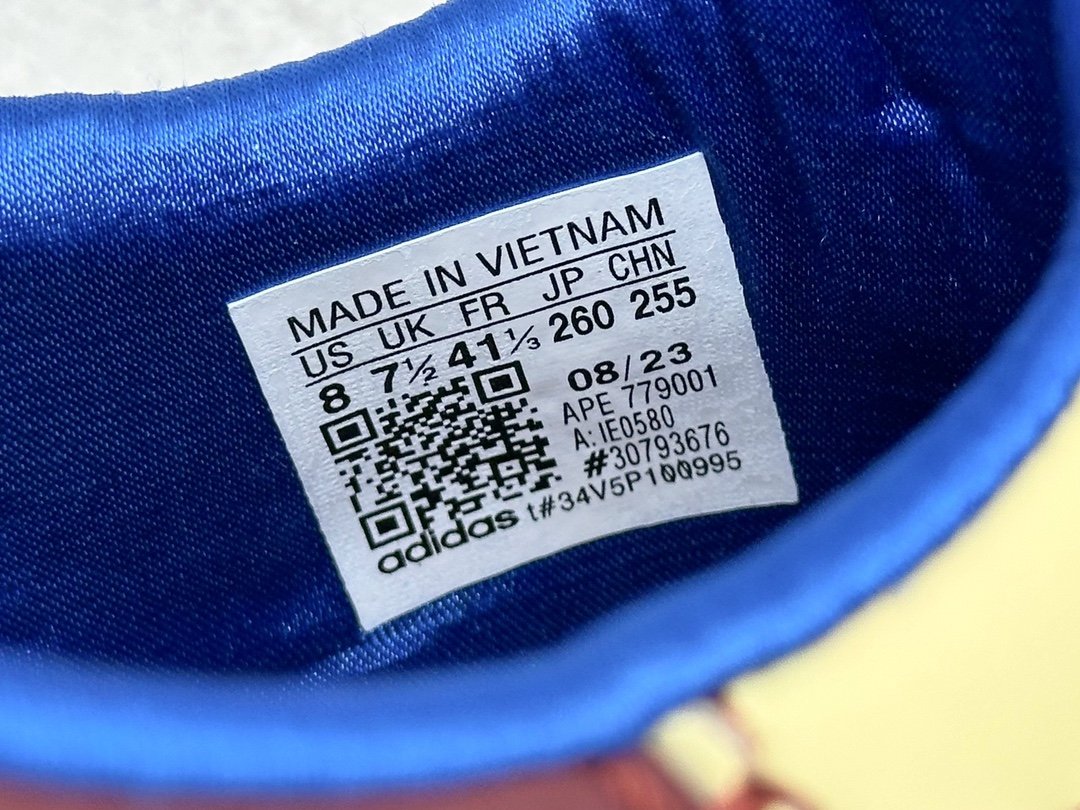 MADE IN VIETNAM
US UK FR JP CHN
8 7½ 41⅓ 260 255
08/23
APE 779001
A: IE0580
#30793676
adidas t#34V5P100995